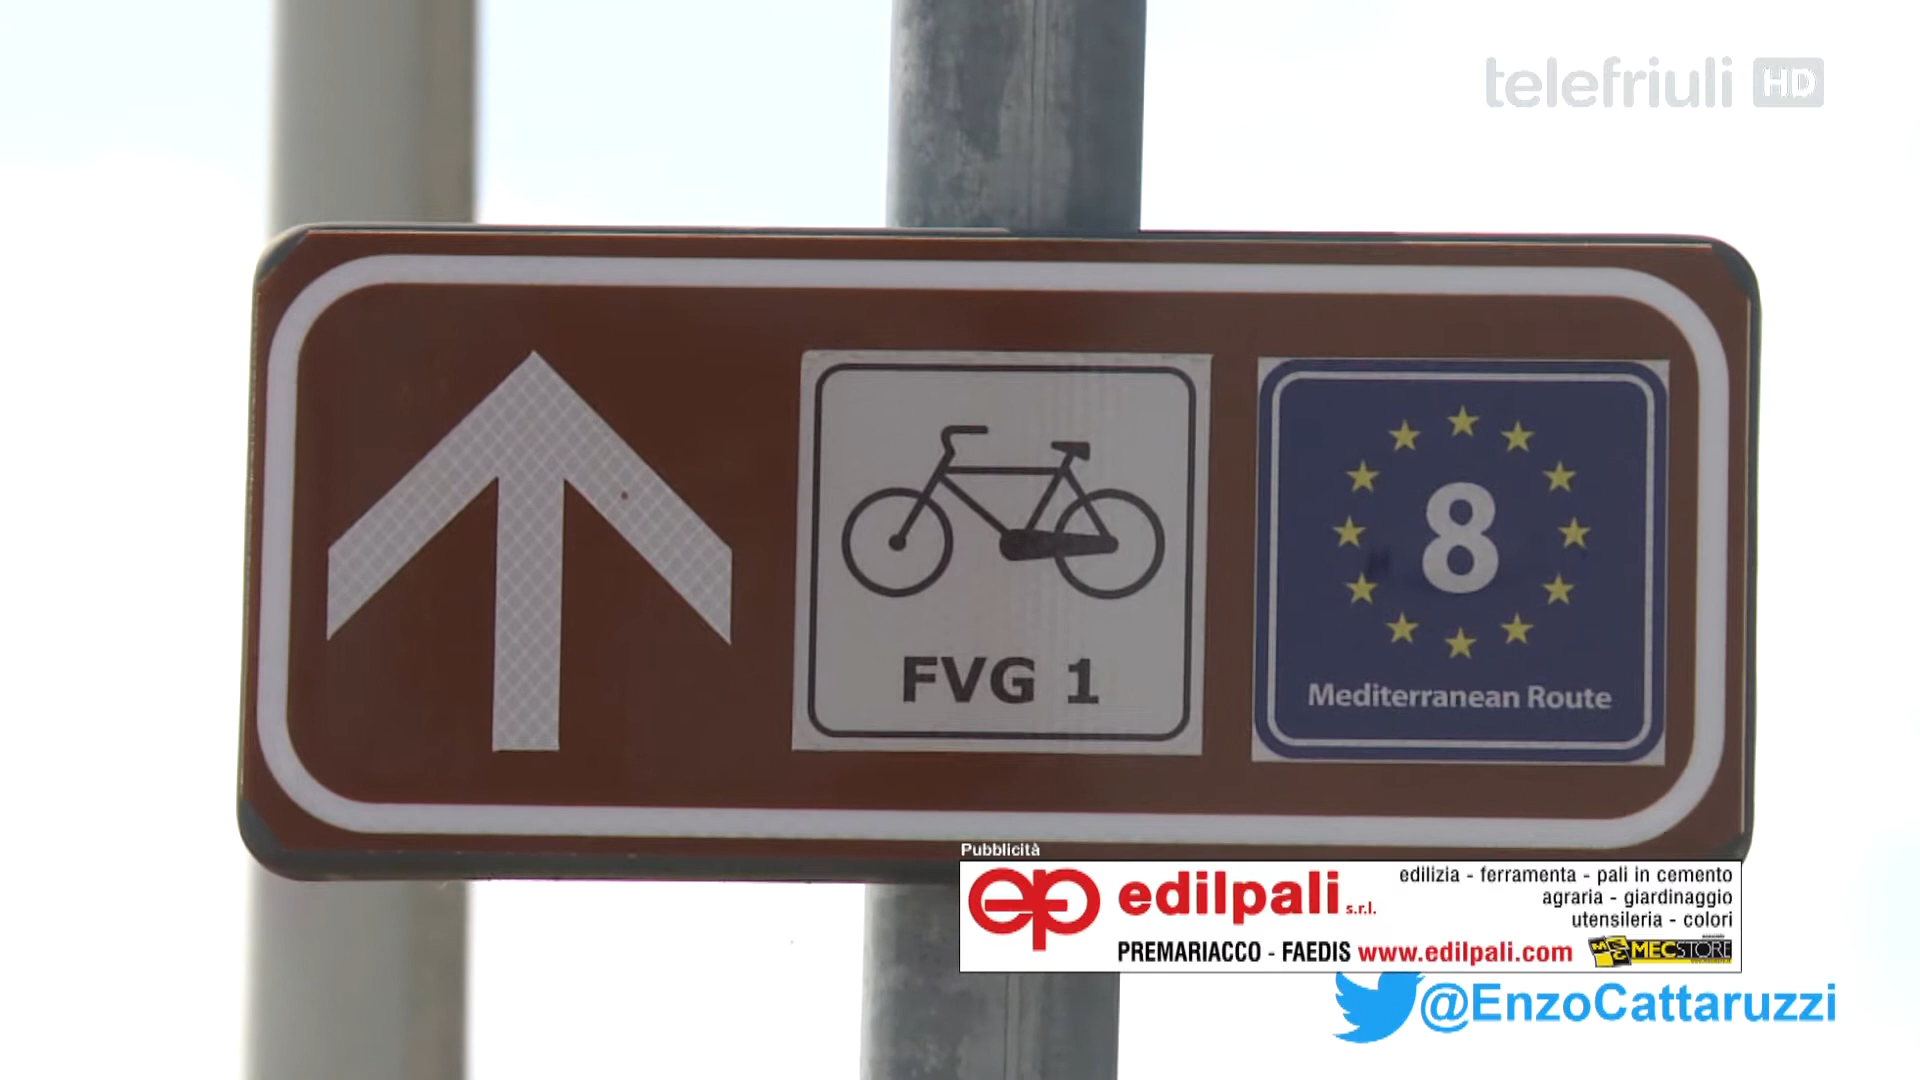 telefriuli HD
FVG 1
8
Mediterranean Route
Pubblicità
ep edilpali s.r.l.
edilizia - ferramenta - pali in cemento
agraria - giardinaggio
utensileria - colori
PREMARIACCO - FAEDIS www.edilpali.com
MECSTORE
@EnzoCattaruzzi